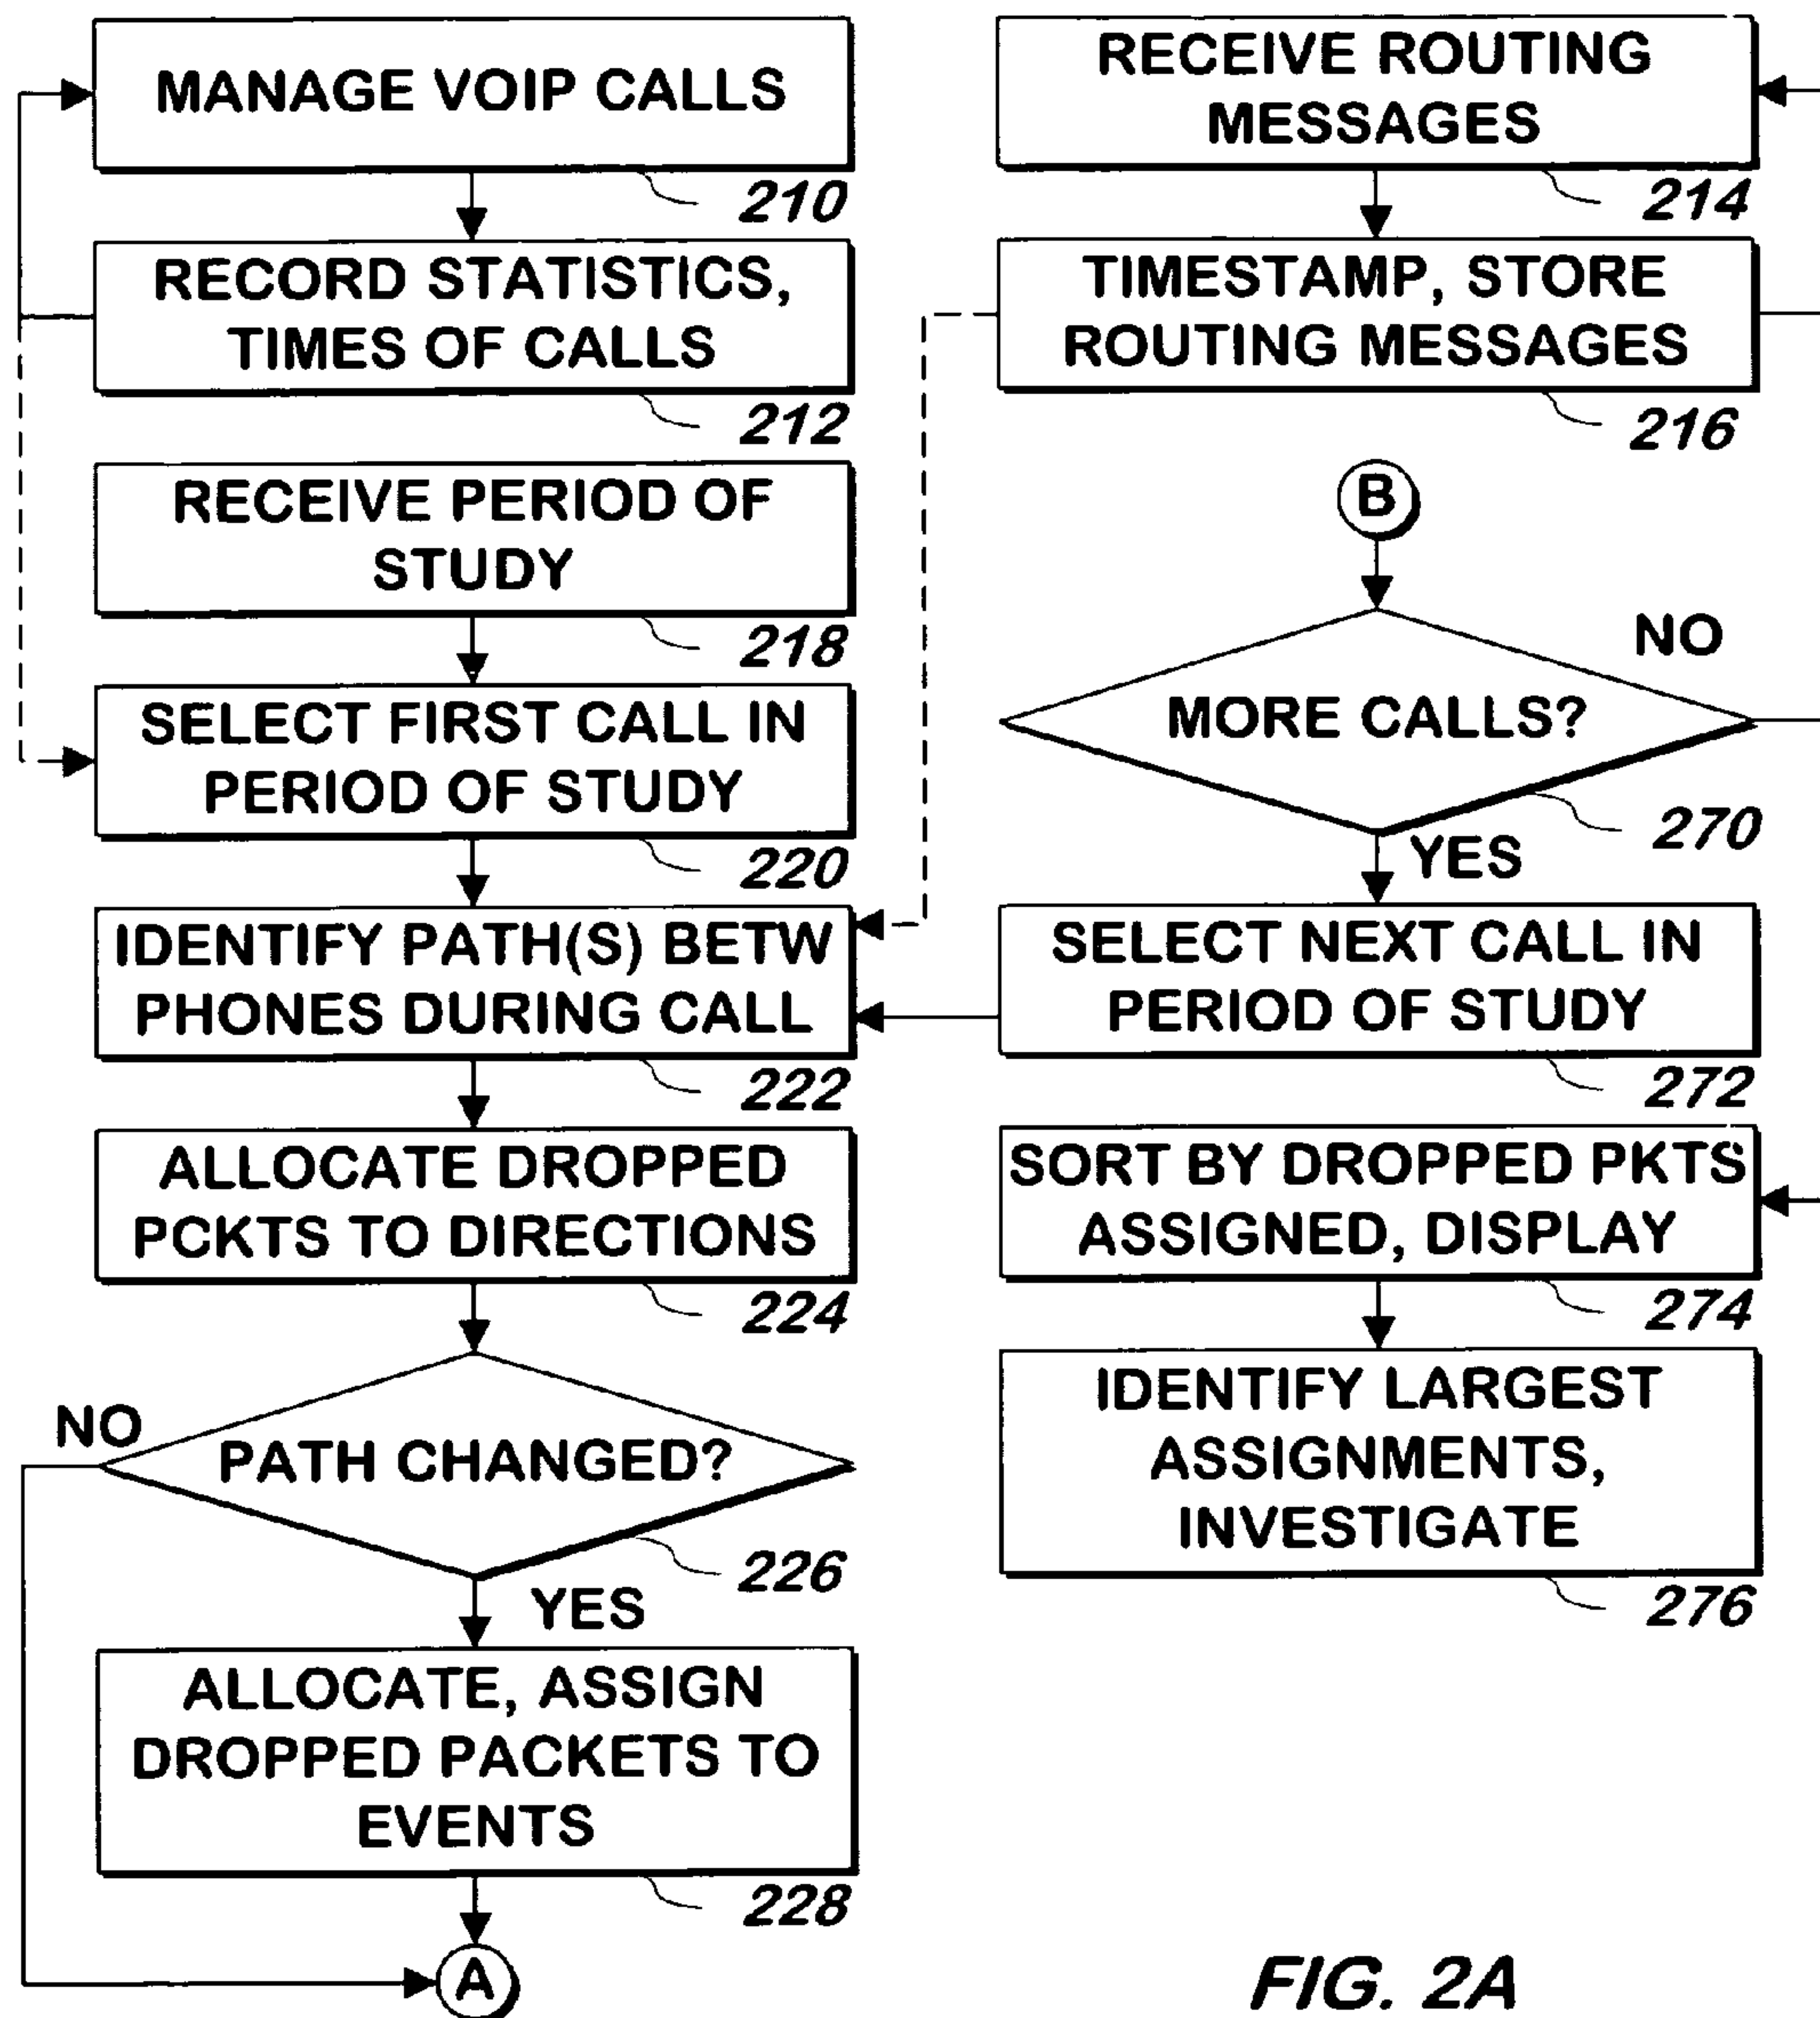 MANAGE VOIP CALLS
210
RECORD STATISTICS,
TIMES OF CALLS
212
RECEIVE PERIOD OF
STUDY
218
SELECT FIRST CALL IN
PERIOD OF STUDY
220
IDENTIFY PATH(S) BETW
PHONES DURING CALL
222
ALLOCATE DROPPED
PCKTS TO DIRECTIONS
224
NO
PATH CHANGED?
226
YES
ALLOCATE, ASSIGN
DROPPED PACKETS TO
EVENTS
228
A
RECEIVE ROUTING
MESSAGES
214
TIMESTAMP, STORE
ROUTING MESSAGES
216
B
NO
MORE CALLS?
270
YES
SELECT NEXT CALL IN
PERIOD OF STUDY
272
SORT BY DROPPED PKTS
ASSIGNED, DISPLAY
274
IDENTIFY LARGEST
ASSIGNMENTS,
INVESTIGATE
276
FIG. 2A